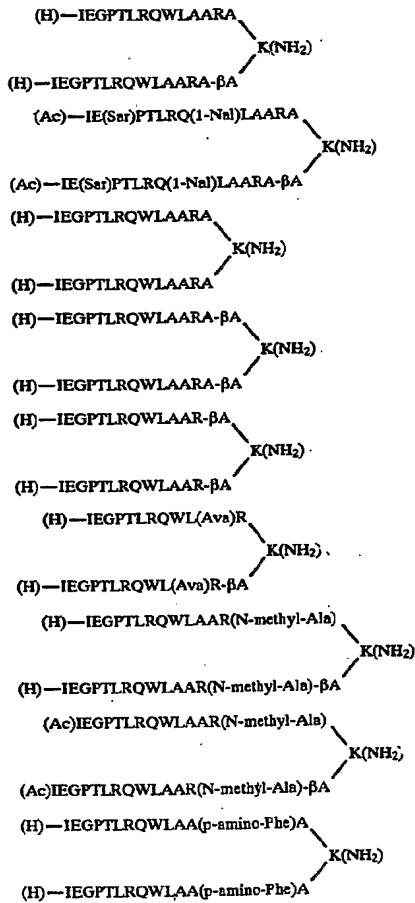 (H)—IEGPTLRQWLAARA
K(NH₂)
(H)—IEGPTLRQWLAARA-βA
(Ac)—IE(Sar)PTLRQ(1-Nal)LAARA
K(NH₂)
(Ac)—IE(Sar)PTLRQ(1-Nal)LAARA-βA
(H)—IEGPTLRQWLAARA
K(NH₂)
(H)—IEGPTLRQWLAARA
(H)—IEGPTLRQWLAARA-βA
K(NH₂)
(H)—IEGPTLRQWLAARA-βA
(H)—IEGPTLRQWLAAR-βA
K(NH₂)
(H)—IEGPTLRQWLAAR-βA
(H)—IEGPTLRQWL(Ava)R
K(NH₂)
(H)—IEGPTLRQWL(Ava)R-βA
(H)—IEGPTLRQWLAAR(N-methyl-Ala)
K(NH₂)
(H)—IEGPTLRQWLAAR(N-methyl-Ala)-βA
(Ac)IEGPTLRQWLAAR(N-methyl-Ala)
K(NH₂)
(Ac)IEGPTLRQWLAAR(N-methyl-Ala)-βA
(H)—IEGPTLRQWLAA(p-amino-Phe)A
K(NH₂)
(H)—IEGPTLRQWLAA(p-amino-Phe)A